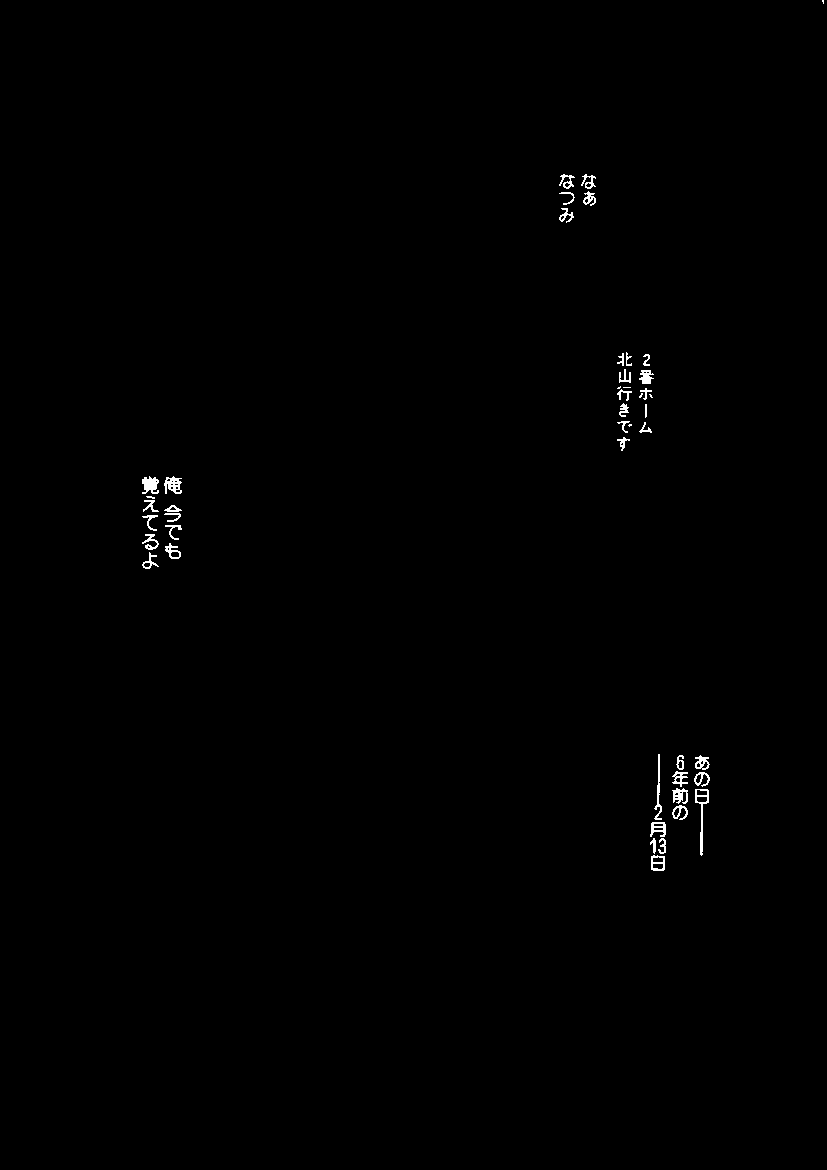 なぁ
なつみ
2番ホーム
北山行きです
俺 今でも
覚えてるよ
あの日――
6年前の
――2月13日